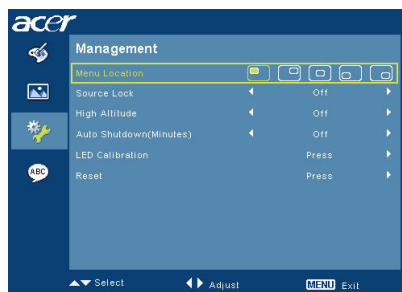 acer
Management
Menu Location
Source Lock Off
High Altitude Off
Auto Shutdown(Minutes) Off
LED Calibration Press
Reset Press
ABC
Select Adjust MENU Exit